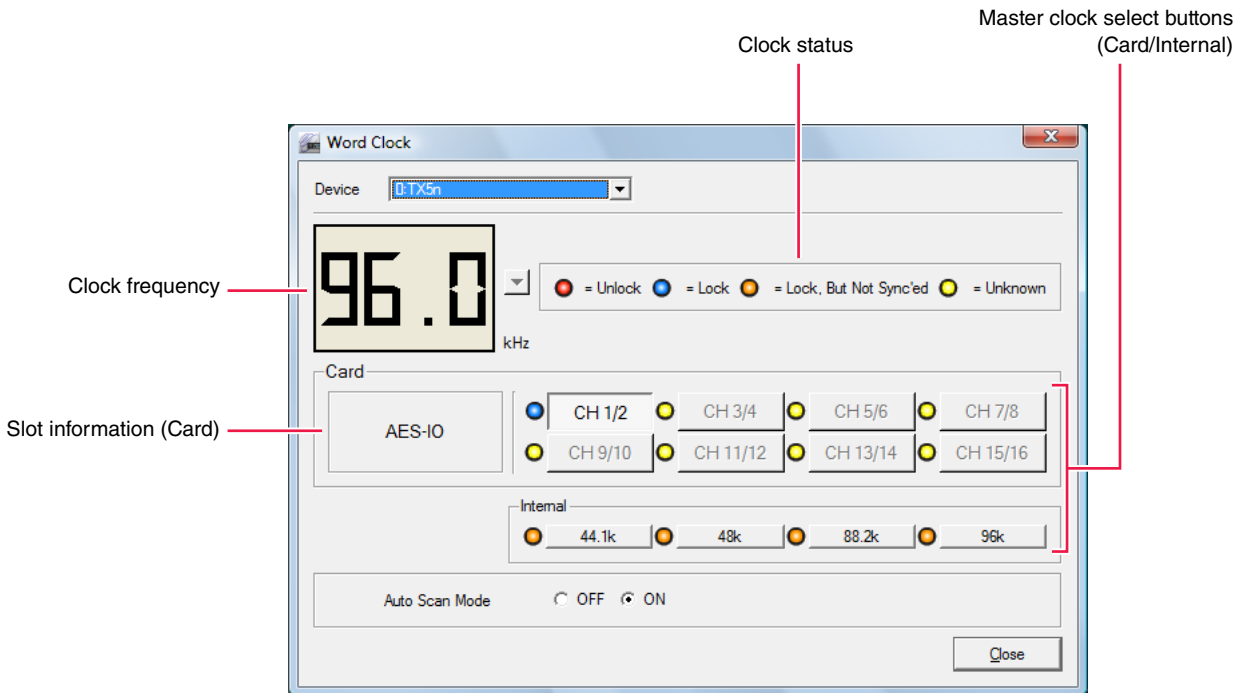 Master clock select buttons
(Card/Internal)
Clock status
Word Clock
Device 0:TX5n
Clock frequency
96.0
kHz
= Unlock = Lock = Lock, But Not Sync'ed = Unknown
Card
Slot information (Card)
AES-IO
CH 1/2 CH 3/4 CH 5/6 CH 7/8
CH 9/10 CH 11/12 CH 13/14 CH 15/16
Internal
44.1k 48k 88.2k 96k
Auto Scan Mode OFF ON
Close